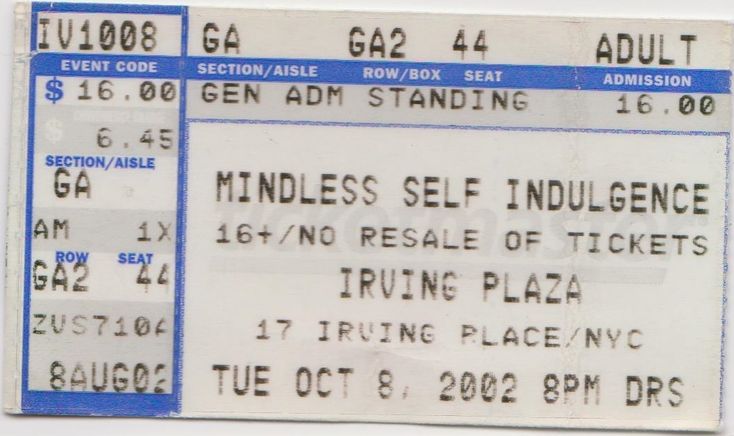 IV1008 GA GA2 44 ADULT
EVENT CODE SECTION/AISLE ROW/BOX SEAT ADMISSION
$ 16.00 GEN ADM STANDING 16.00
$ 6.45
SECTION/AISLE
GA
AM 1X
ROW SEAT
GA2 44
ZUS710A
8AUG02
MINDLESS SELF INDULGENCE
16+/NO RESALE OF TICKETS
IRVING PLAZA
17 IRVING PLACE/NYC
TUE OCT 8, 2002 8PM DRS
ticketmaster